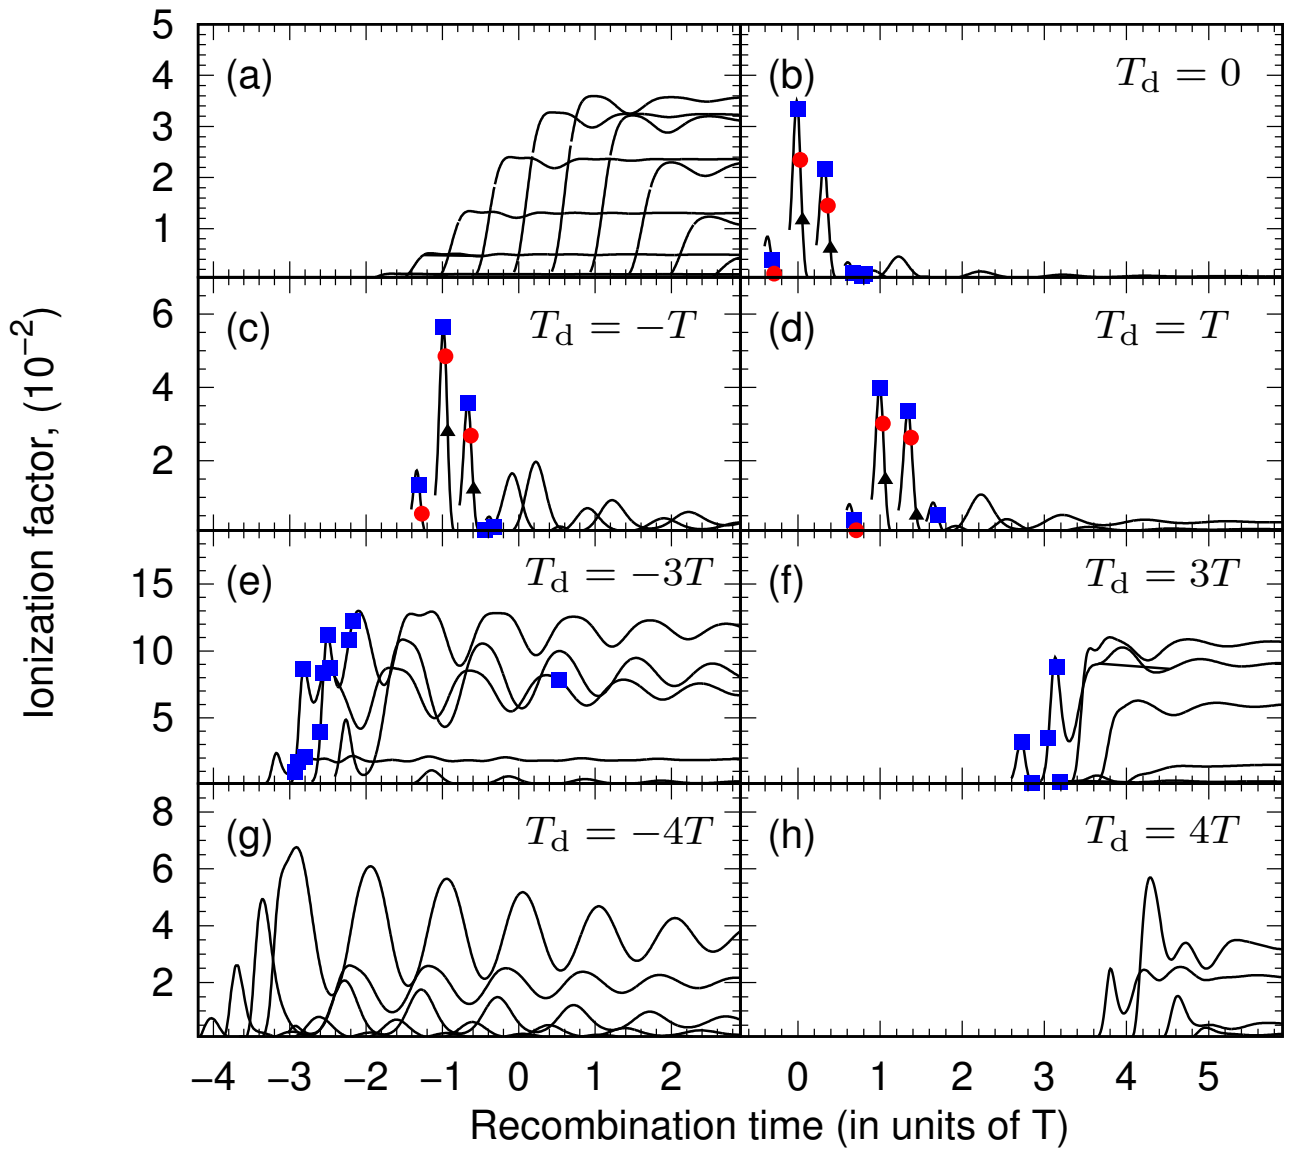 5
4
3
2
1
(a)
(b)
T_d = 0
6
4
2
(c)
T_d = −T
(d)
T_d = T
15
10
5
(e)
T_d = −3T
(f)
T_d = 3T
8
6
4
2
(g)
T_d = −4T
(h)
T_d = 4T
−4 −3 −2 −1 0 1 2
0 1 2 3 4 5
Recombination time (in units of T)
Ionization factor, (10⁻²)